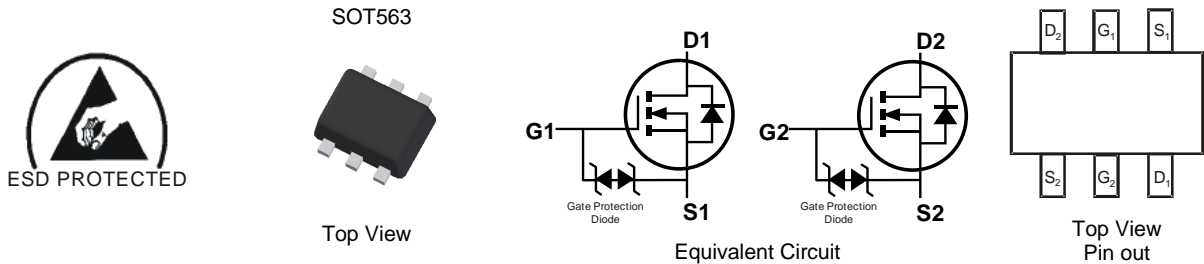 ESD PROTECTED
SOT563
Top View
D1
G1
Gate Protection
Diode
S1
D2
G2
Gate Protection
Diode
S2
Equivalent Circuit
D2 G1 S1
S2 G2 D1
Top View
Pin out